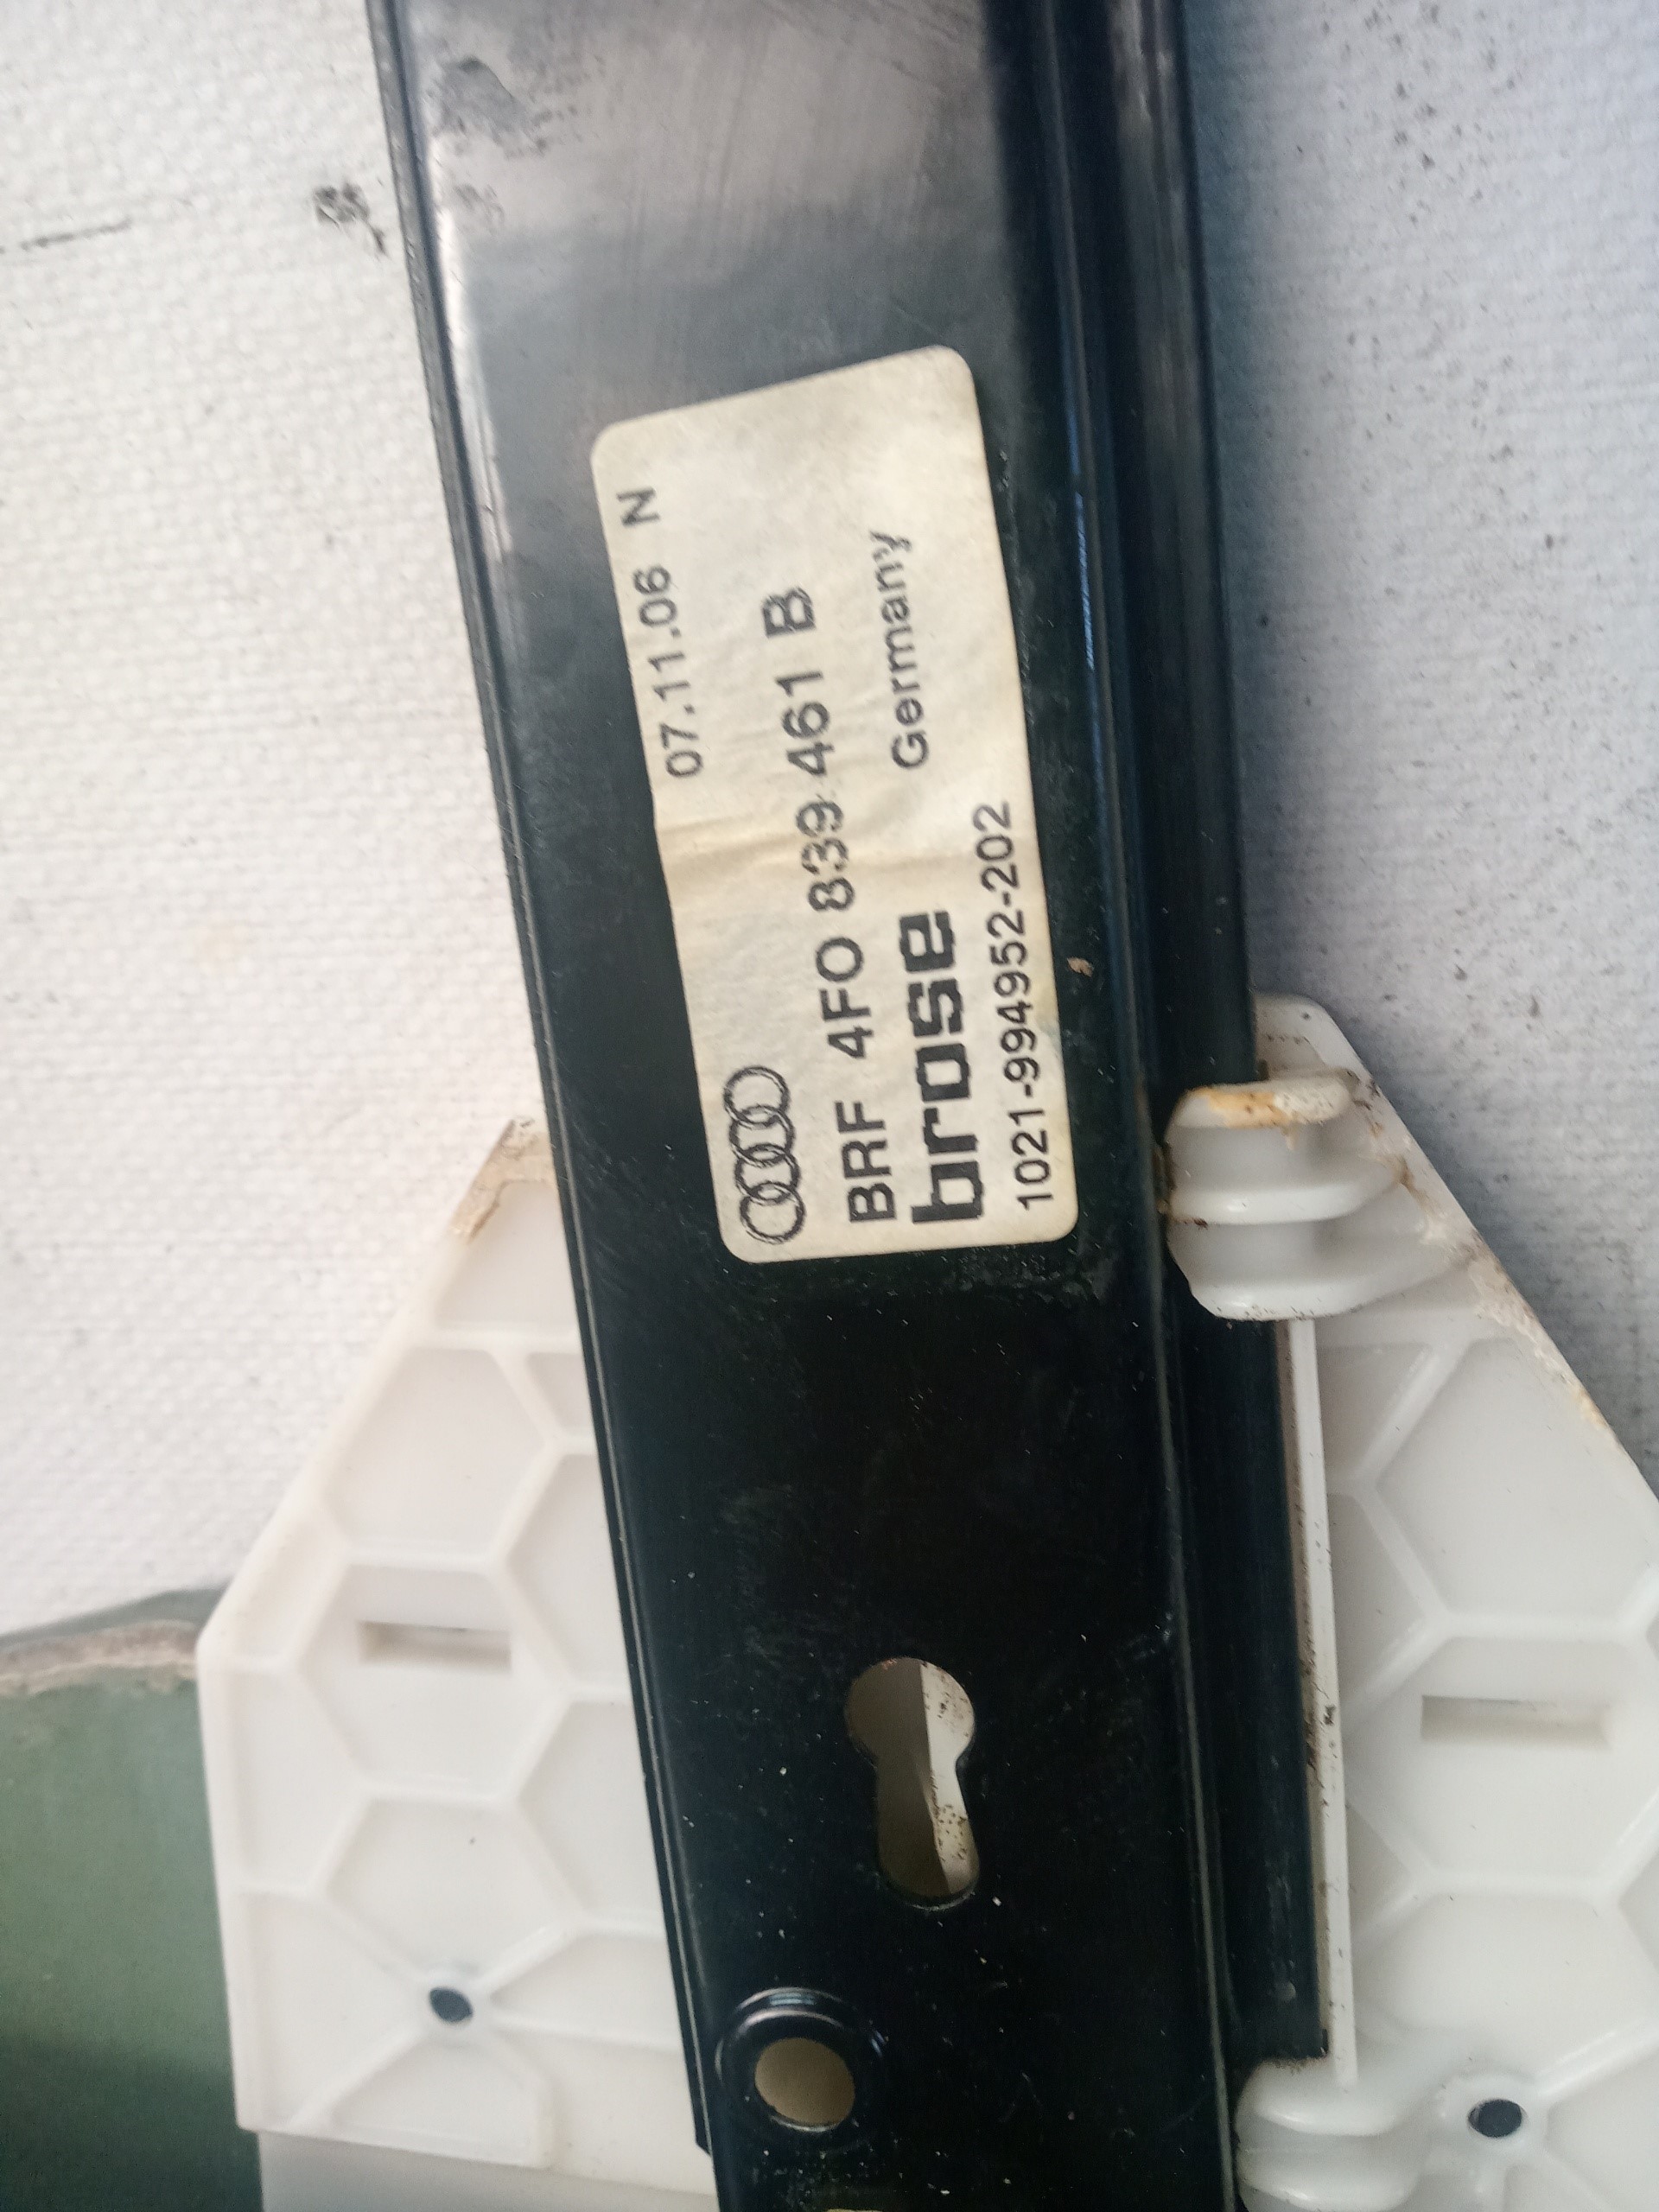 07.11.06 N
BRF 4F0 839 461 B
brose Germany
1021-994952-202